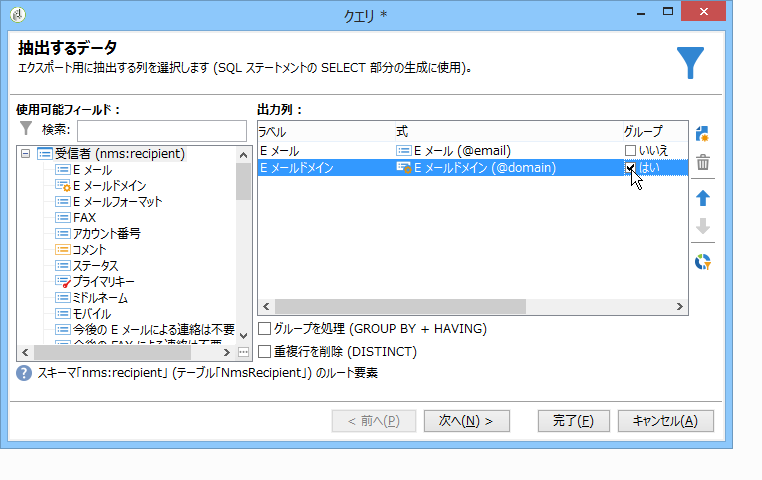 クエリ *
抽出するデータ
エクスポート用に抽出する列を選択します (SQL ステートメントの SELECT 部分の生成に使用)。
使用可能フィールド：
検索:
受信者 (nms:recipient)
E メール
E メールドメイン
E メールフォーマット
FAX
アカウント番号
コメント
ステータス
プライマリキー
ミドルネーム
モバイル
今後の E メールによる連絡は不要
今後の FAX による連絡は不要
出力列：
ラベル 式 グループ
E メール E メール (@email) いいえ
E メールドメイン E メールドメイン (@domain) はい
グループを処理 (GROUP BY + HAVING)
重複行を削除 (DISTINCT)
スキーマ「nms:recipient」 (テーブル「NmsRecipient」) のルート要素
< 前へ(P) 次へ(N) > 完了(F) キャンセル(A)